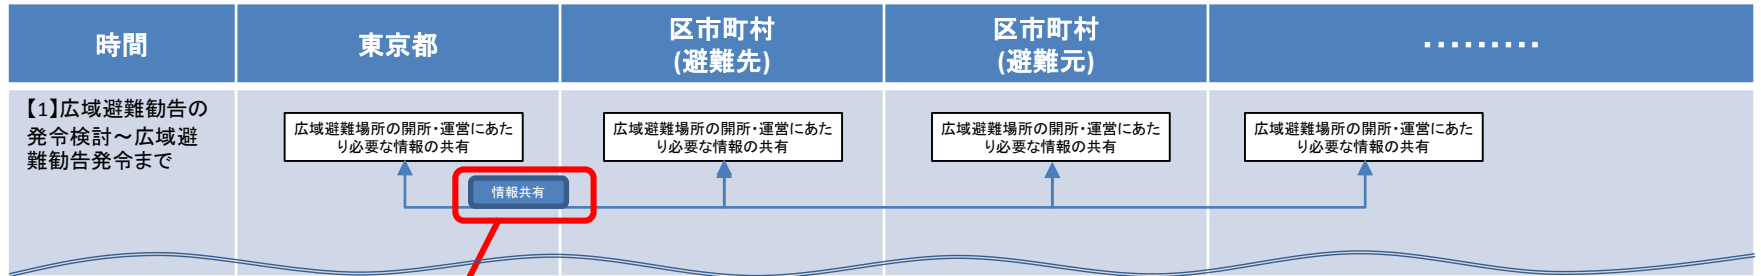 時間
東京都
区市町村
(避難先)
区市町村
(避難元)
………
【1】広域避難勧告の
発令検討～広域避
難勧告発令まで
広域避難場所の開所・運営にあた
り必要な情報の共有
広域避難場所の開所・運営にあた
り必要な情報の共有
広域避難場所の開所・運営にあた
り必要な情報の共有
広域避難場所の開所・運営にあた
り必要な情報の共有
情報共有